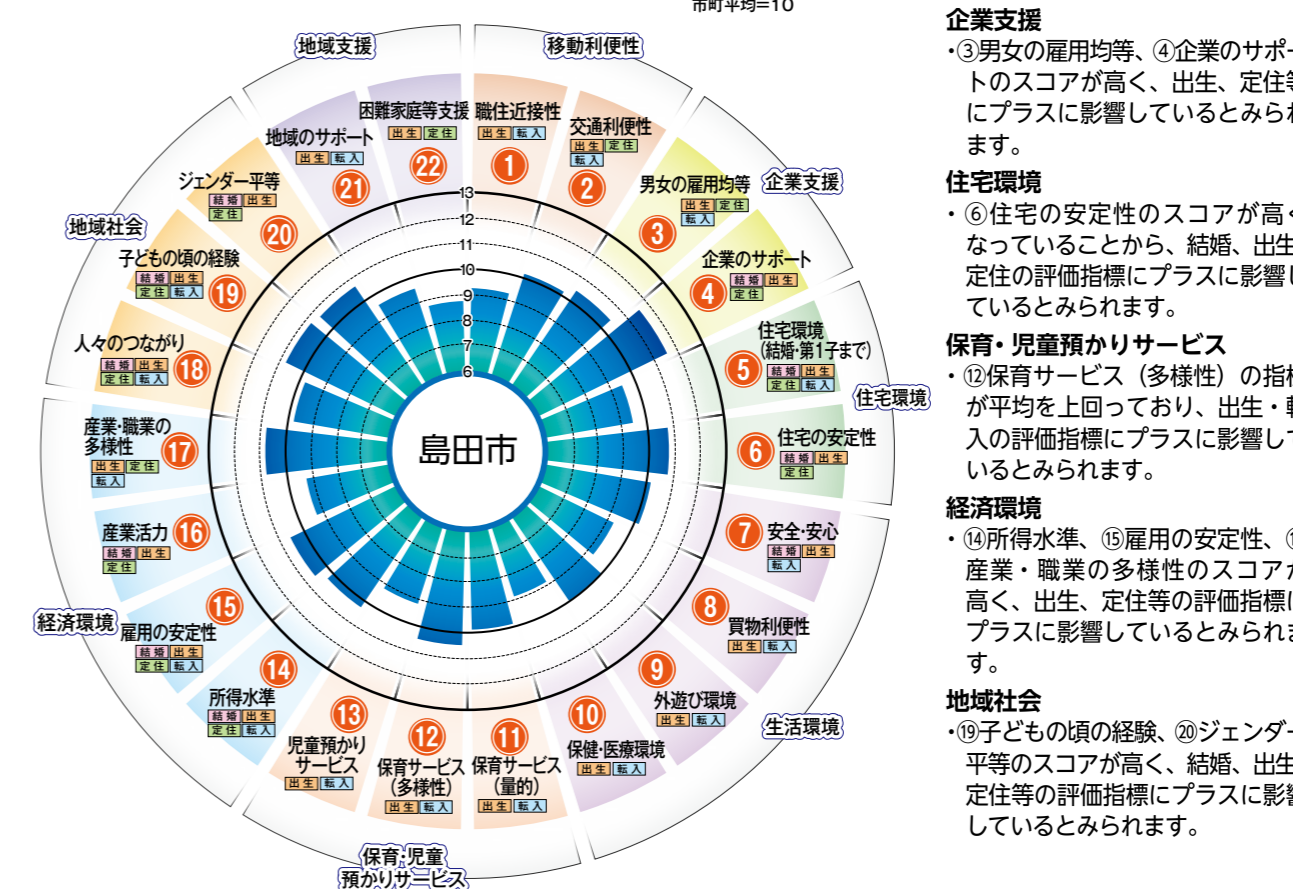 市町平均=10
地域支援
移動利便性
企業支援
住宅環境
生活環境
保育・児童
預かりサービス
経済環境
地域社会
職住近接性
出生 転入
1
交通利便性
出生 定住
転入
2
男女の雇用均等
出生 定住
転入
3
企業のサポート
結婚 出生
定住
4
住宅環境
(結婚・第1子まで)
結婚 出生
定住 転入
5
住宅の安定性
結婚 出生
定住
6
安全・安心
結婚 出生
転入
7
買物利便性
出生 転入
8
外遊び環境
出生 転入
9
保健・医療環境
出生 転入
10
保育サービス
(量的)
出生 転入
11
保育サービス
(多様性)
出生 転入
12
児童預かり
サービス
出生 転入
13
所得水準
結婚 出生
定住 転入
14
雇用の安定性
結婚 出生
定住 転入
15
産業活力
結婚 出生
定住
16
産業・職業の
多様性
出生 定住
転入
17
人々のつながり
結婚 出生
定住 転入
18
子どもの頃の経験
結婚 出生
定住 転入
19
ジェンダー平等
結婚 出生
定住
20
地域のサポート
出生 転入
21
困難家庭等支援
出生 定住
22
13
12
11
10
9
8
7
6
島田市
企業支援
・③男女の雇用均等、④企業のサポー
トのスコアが高く、出生、定住等
にプラスに影響しているとみられ
ます。
住宅環境
・⑥住宅の安定性のスコアが高く
なっていることから、結婚、出生
定住の評価指標にプラスに影響し
ているとみられます。
保育・児童預かりサービス
・⑫保育サービス（多様性）の指標
が平均を上回っており、出生・転
入の評価指標にプラスに影響して
いるとみられます。
経済環境
・⑭所得水準、⑮雇用の安定性、
産業・職業の多様性のスコアが
高く、出生、定住等の評価指標に
プラスに影響しているとみられま
す。
地域社会
・⑲子どもの頃の経験、⑳ジェンダー
平等のスコアが高く、結婚、出生
定住等の評価指標にプラスに影響
しているとみられます。